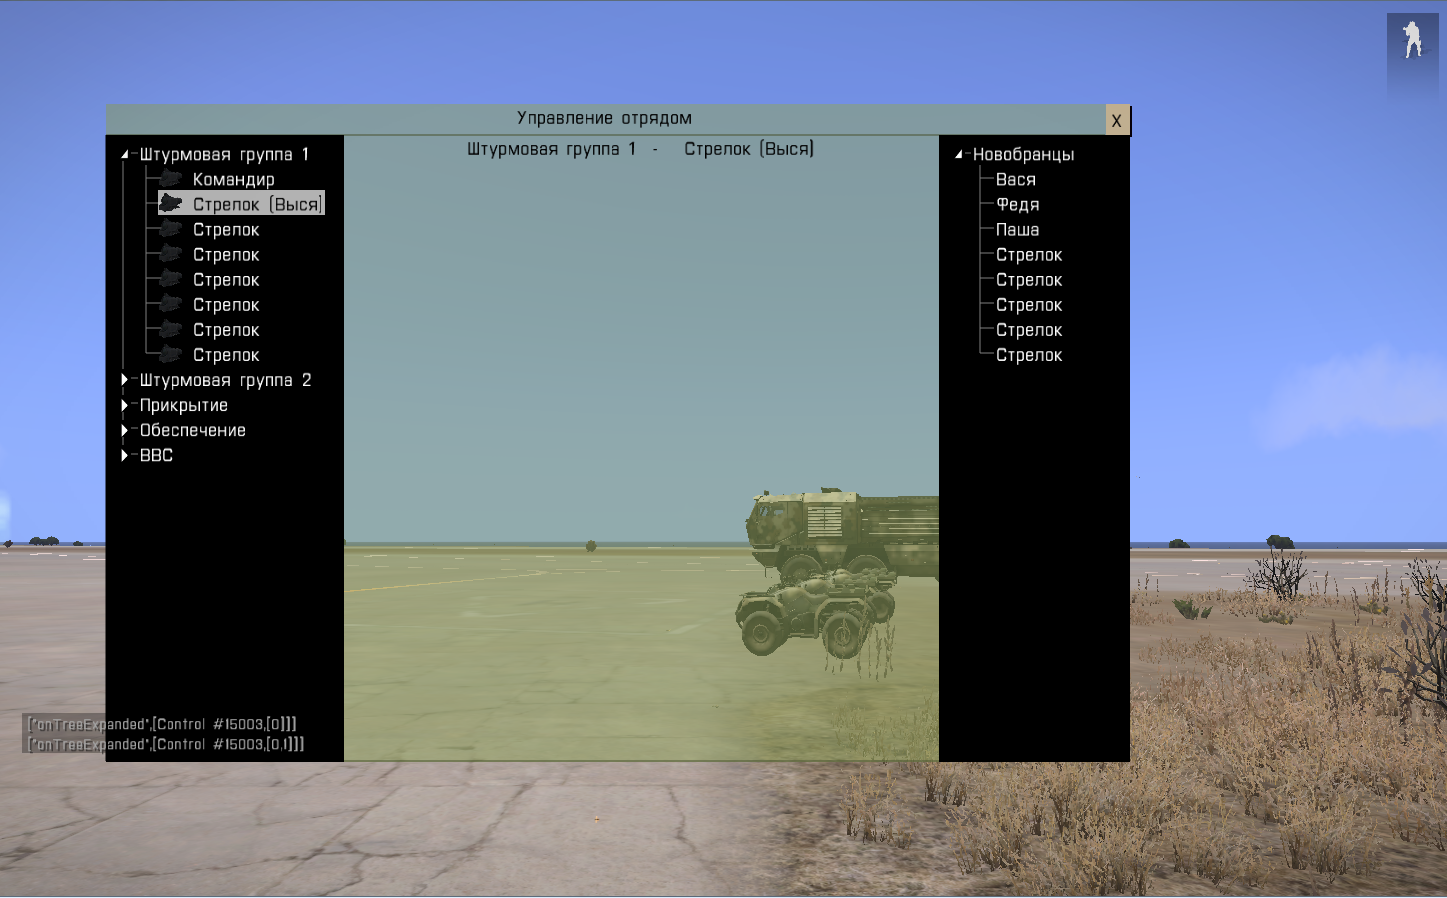 Управление отрядом
X
Штурмовая группа 1 - Стрелок (Выся)
Штурмовая группа 1
Командир
Стрелок (Выся)
Стрелок
Стрелок
Стрелок
Стрелок
Стрелок
Стрелок
Штурмовая группа 2
Прикрытие
Обеспечение
ВВС
Новобранцы
Вася
Федя
Паша
Стрелок
Стрелок
Стрелок
Стрелок
Стрелок
["onTreeExpanded",[Control #15003,[0]]]
["onTreeExpanded",[Control #15003,[0,1]]]